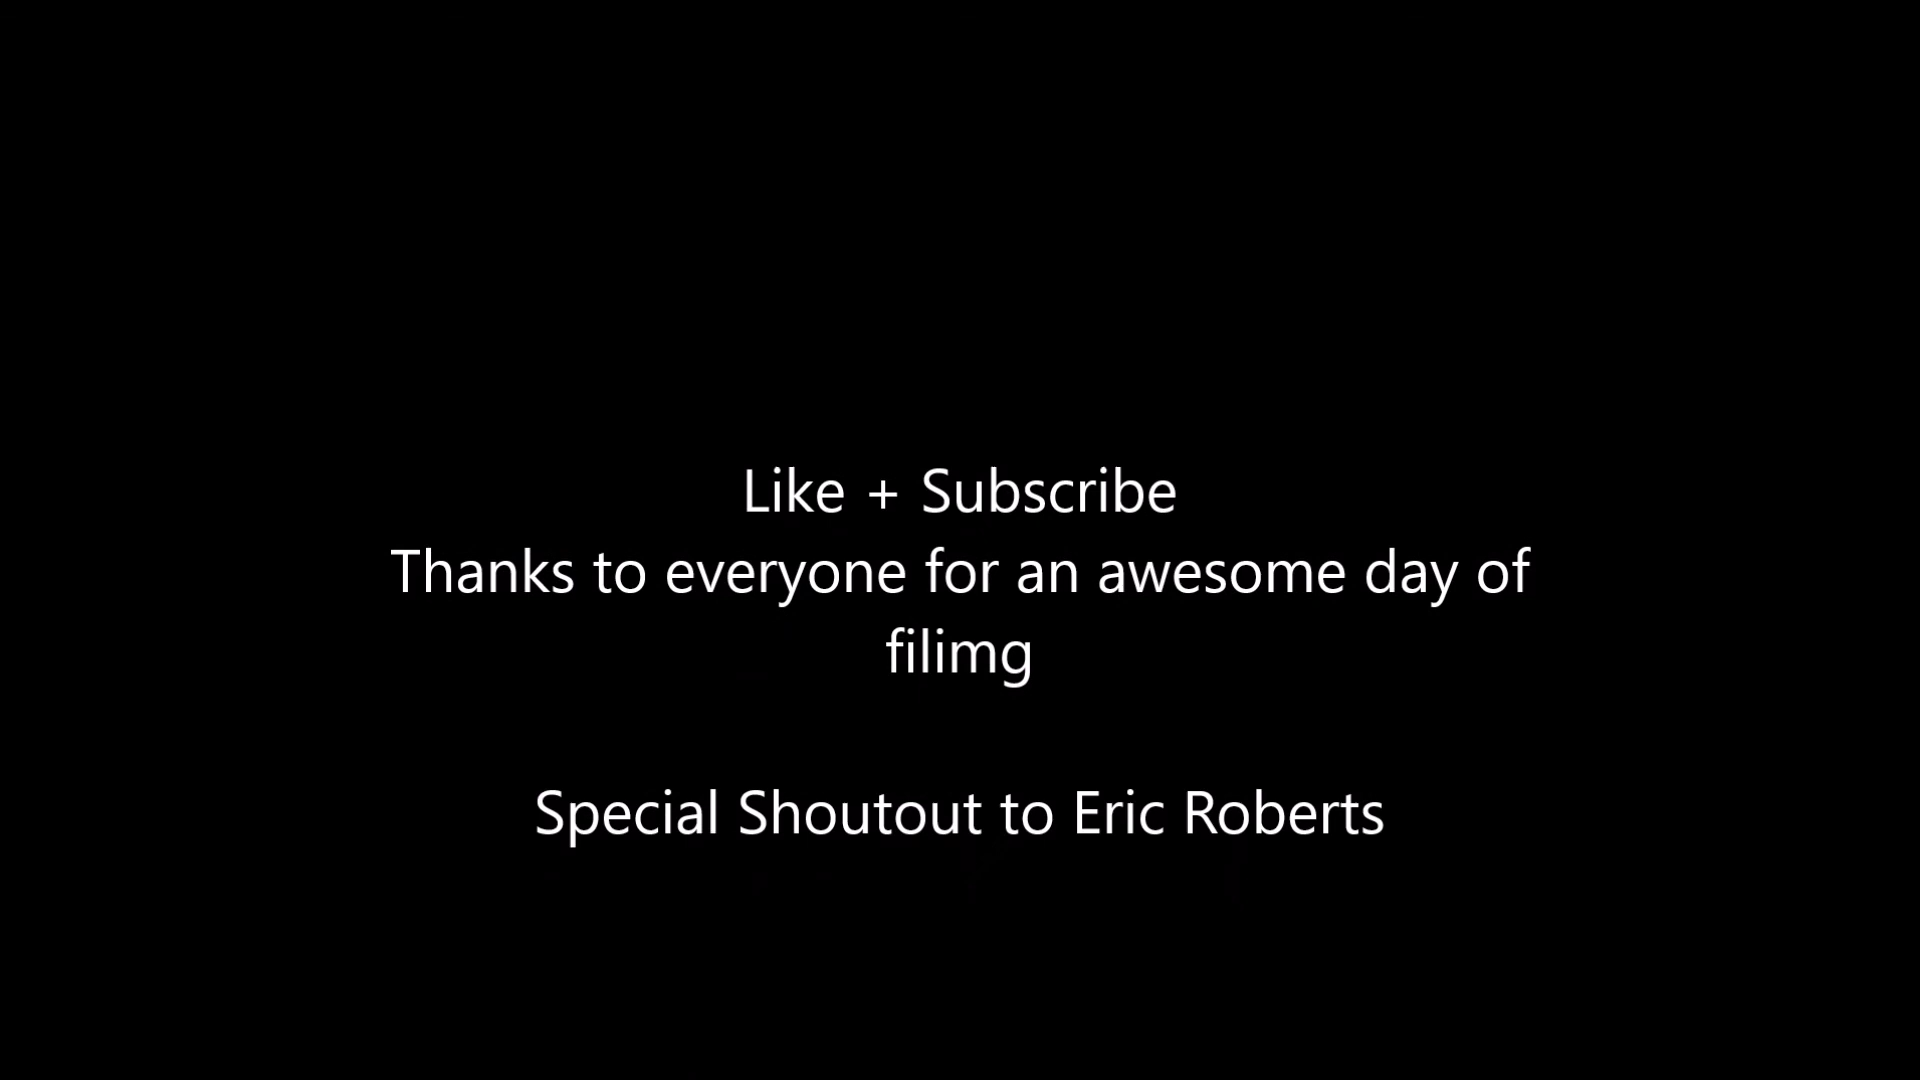 Like + Subscribe
Thanks to everyone for an awesome day of
filimg
Special Shoutout to Eric Roberts